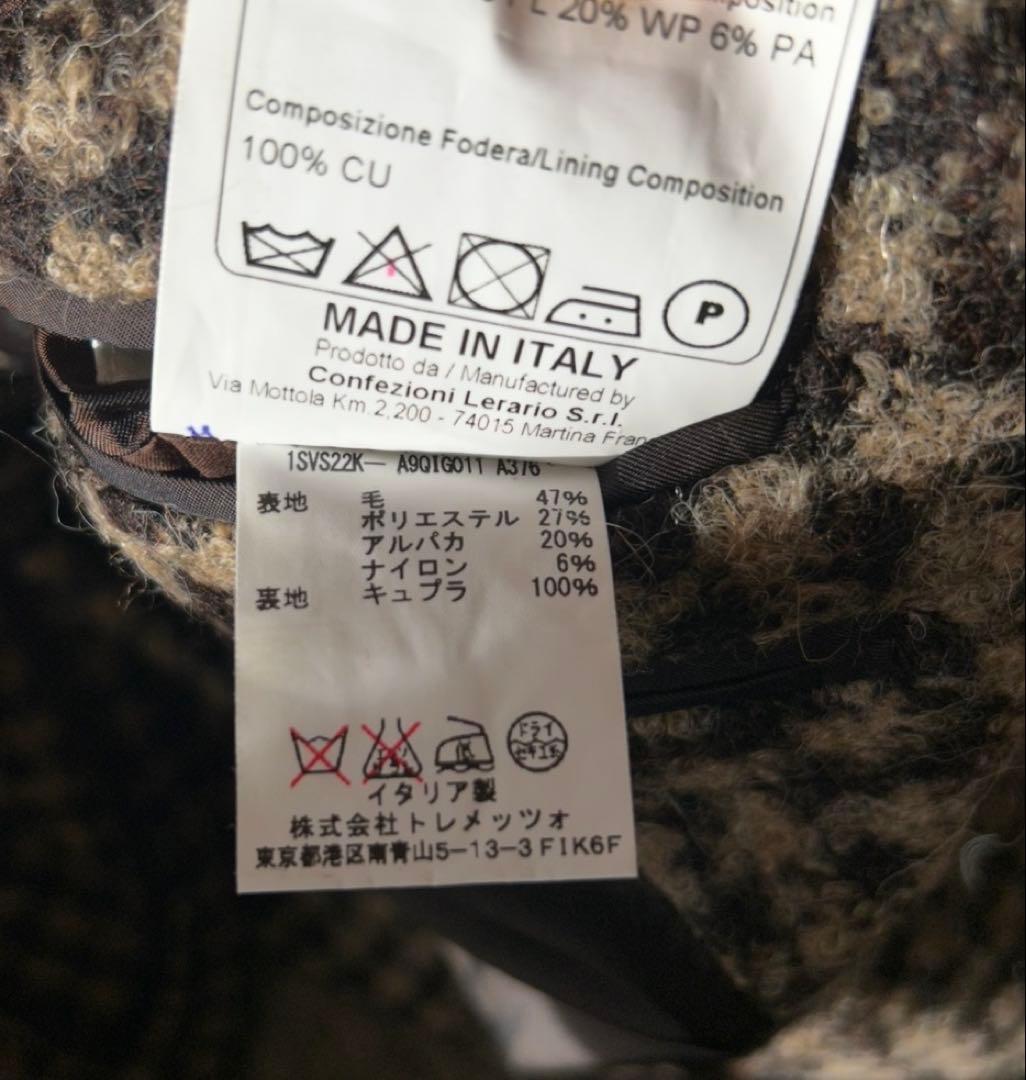 20% WP 6% PA
Composizione Fodera/Lining Composition
100% CU
P
MADE IN ITALY
Prodotto da / Manufactured by
Confezioni Lerario S.r.l.
Via Mottola Km.2,200 - 74015 Martina
1SVS22K— A9QIG011 A376
表地 毛 47%
ポリエステル 27%
アルパカ 20%
ナイロン 6%
裏地 キュプラ 100%
ドライ
イタリア製
株式会社トレメッツォ
東京都港区南青山5-13-3 FIK6F